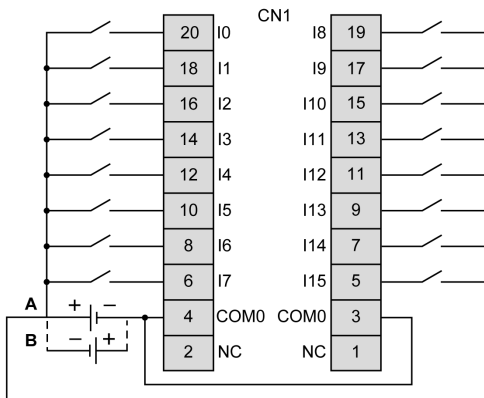 CN1
20 I0 I8 19
18 I1 I9 17
16 I2 I10 15
14 I3 I11 13
12 I4 I12 11
10 I5 I13 9
8 I6 I14 7
6 I7 I15 5
A + − 4 COM0 COM0 3
B − + 2 NC NC 1